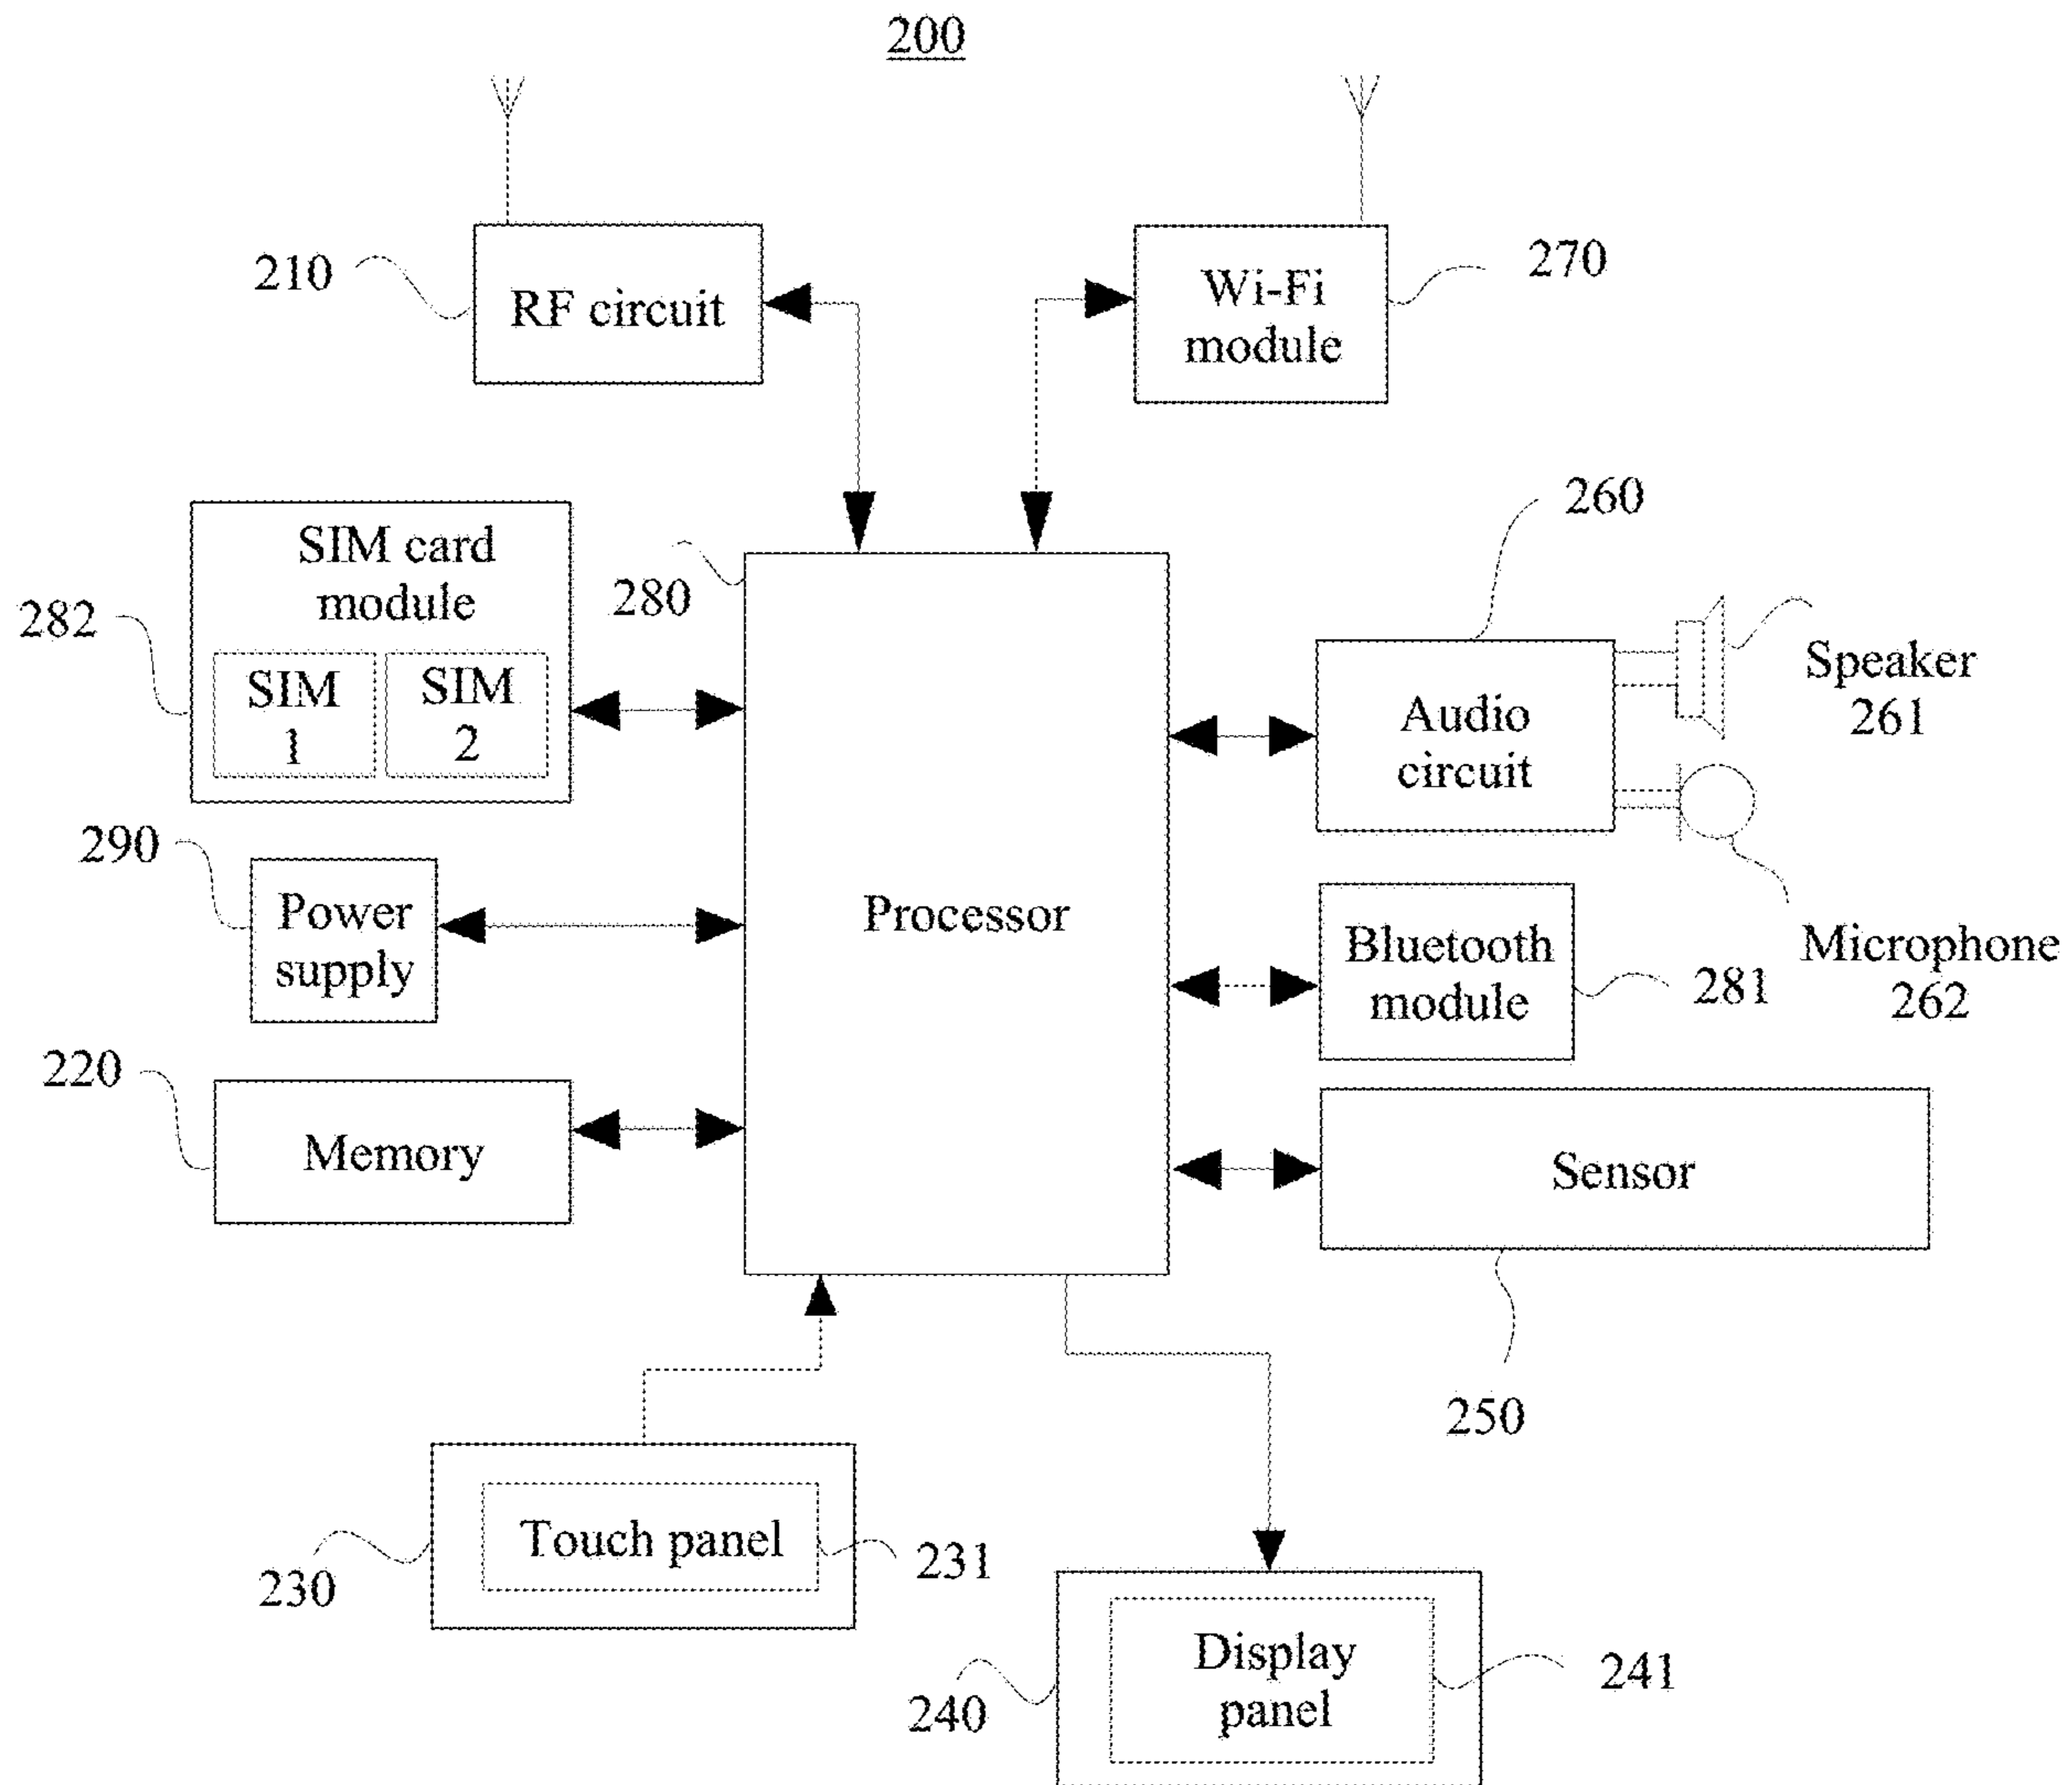 200
210
RF circuit
Wi-Fi
module
270
SIM card
module
282
SIM
1
SIM
2
280
260
Audio
circuit
Speaker
261
290
Power
supply
Processor
Bluetooth
module
281
Microphone
262
220
Memory
Sensor
250
Touch panel
230
231
Display
panel
240
241